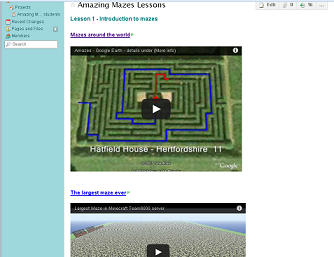 Projects
Amazing M... students
Recent Changes
Pages and Files
Members
Search
Amazing Mazes Lessons
Edit
Lesson 1 - Introduction to mazes
Mazes around the world
Amazes - Google Earth - details under (More info)
Hatfield House - Hertfordshire 11
Google
The largest maze ever
Largest Maze in Minecraft Team9000 server